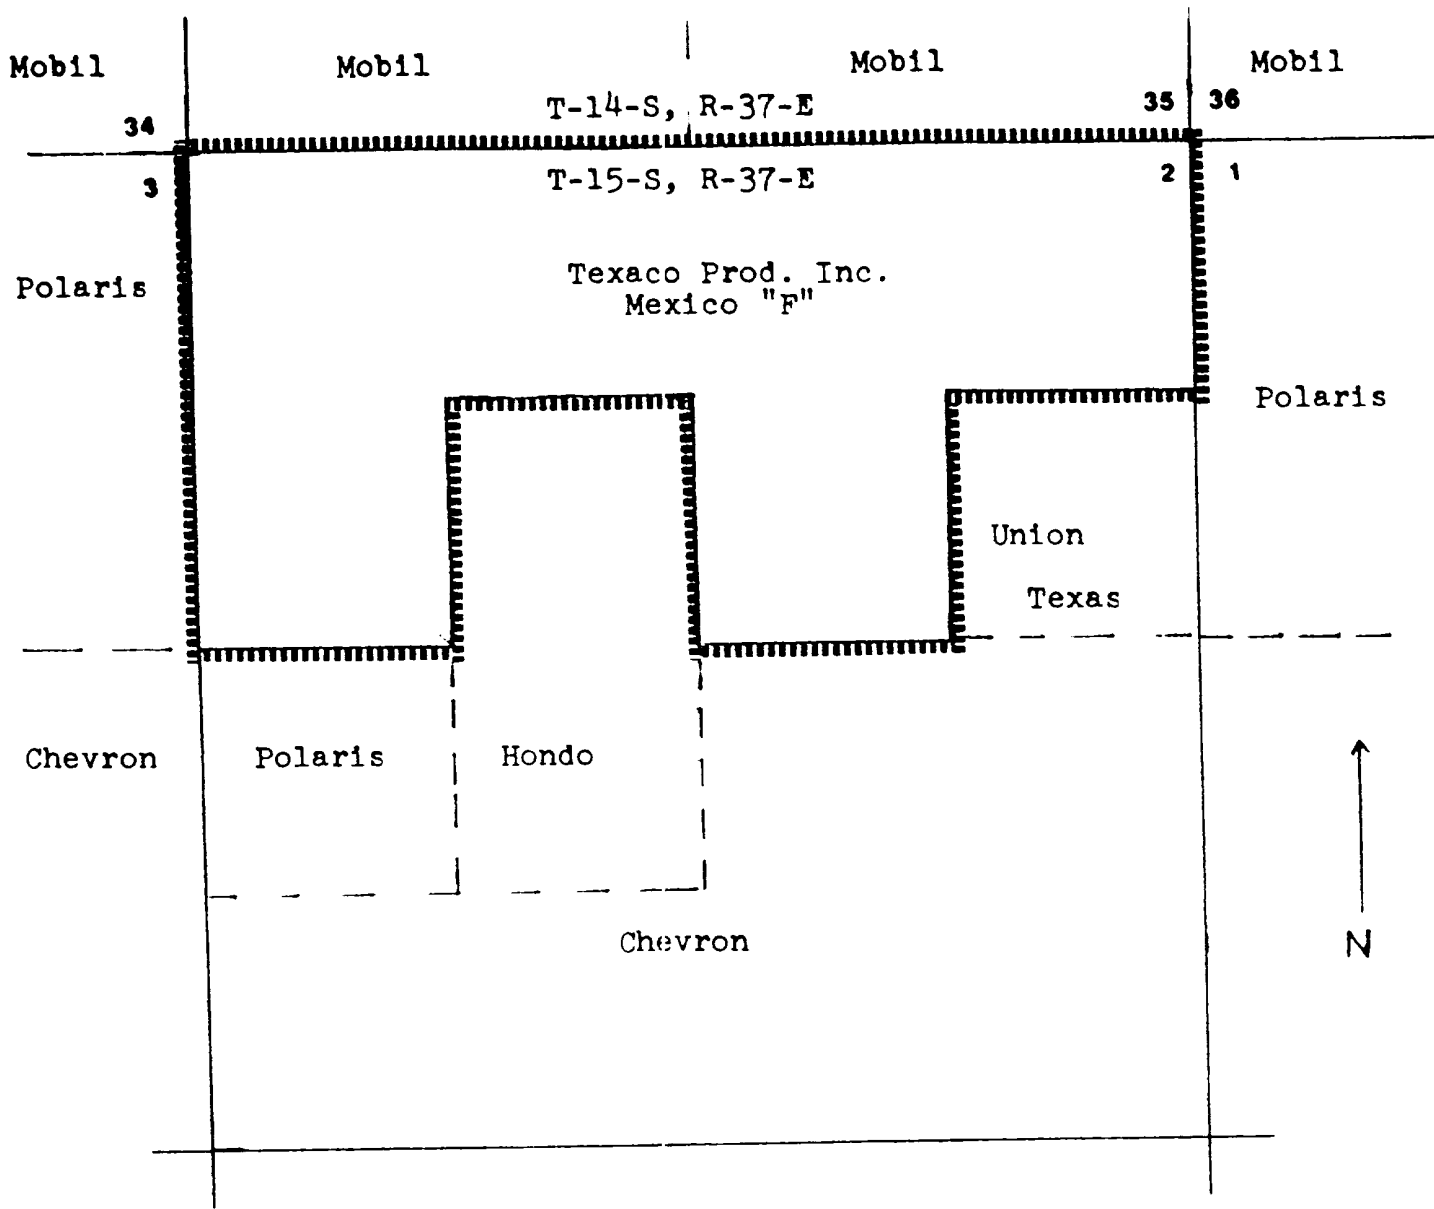 Mobil
Mobil
Mobil
Mobil
T-14-S, R-37-E
34
35
36
3
T-15-S, R-37-E
2
1
Polaris
Texaco Prod. Inc.
Mexico "F"
Polaris
Union
Texas
Chevron
Polaris
Hondo
Chevron
N